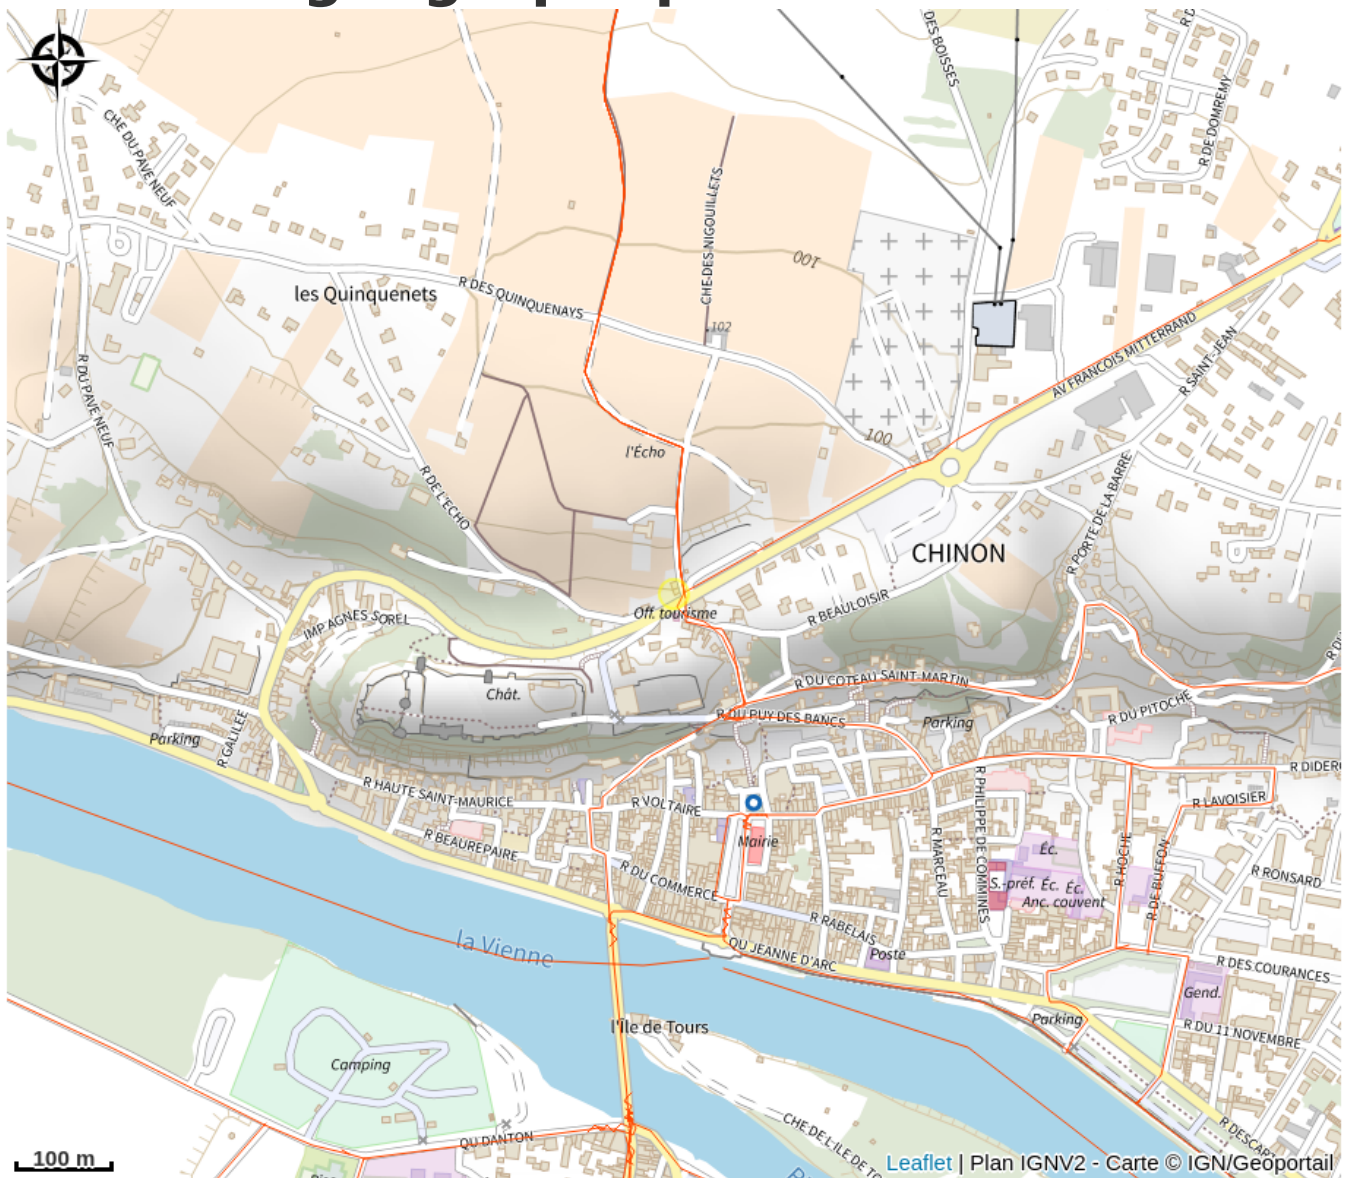 DES BOISSES
R DE DOMREMY
CHE DU PAVE NEUF
CHE DES NIGOUILLETS
100
les Quinquenets
R DES QUINQUENAYS
102
AV FRANCOIS MITTERRAND
R SAINT-JEAN
R DU PAVE NEUF
100
l'Écho
R DE L'ECHO
R PORTE DE LA BARRE
CHINON
IMP AGNES SOREL
Off. tourisme
R BEAULOISIR
R DU COTEAU SAINT-MARTIN
Chât.
R DU PUY DES BANCS
Parking
R DU PITOCHE
Parking
R GALILEE
R HAUTE SAINT-MAURICE
R VOLTAIRE
R DIDER
R LAVOISIER
R BEAUREPAIRE
Mairie
R PHILIPPE DE COMMINES
R MARCEAU
R HOCHE
R DE BUFFON
Éc.
R DU COMMERCE
S.-préf. Éc. Éc.
Anc. couvent
R RONSARD
R RABELAIS
la Vienne
QU JEANNE D'ARC
Poste
R DES COURANCES
Gend.
l'Île de Tours
Parking
R DU 11 NOVEMBRE
Camping
QU DANTON
CHE DE L'ILE DE TO
R DESCAR
100 m
Leaflet | Plan IGNV2 - Carte © IGN/Geoportail